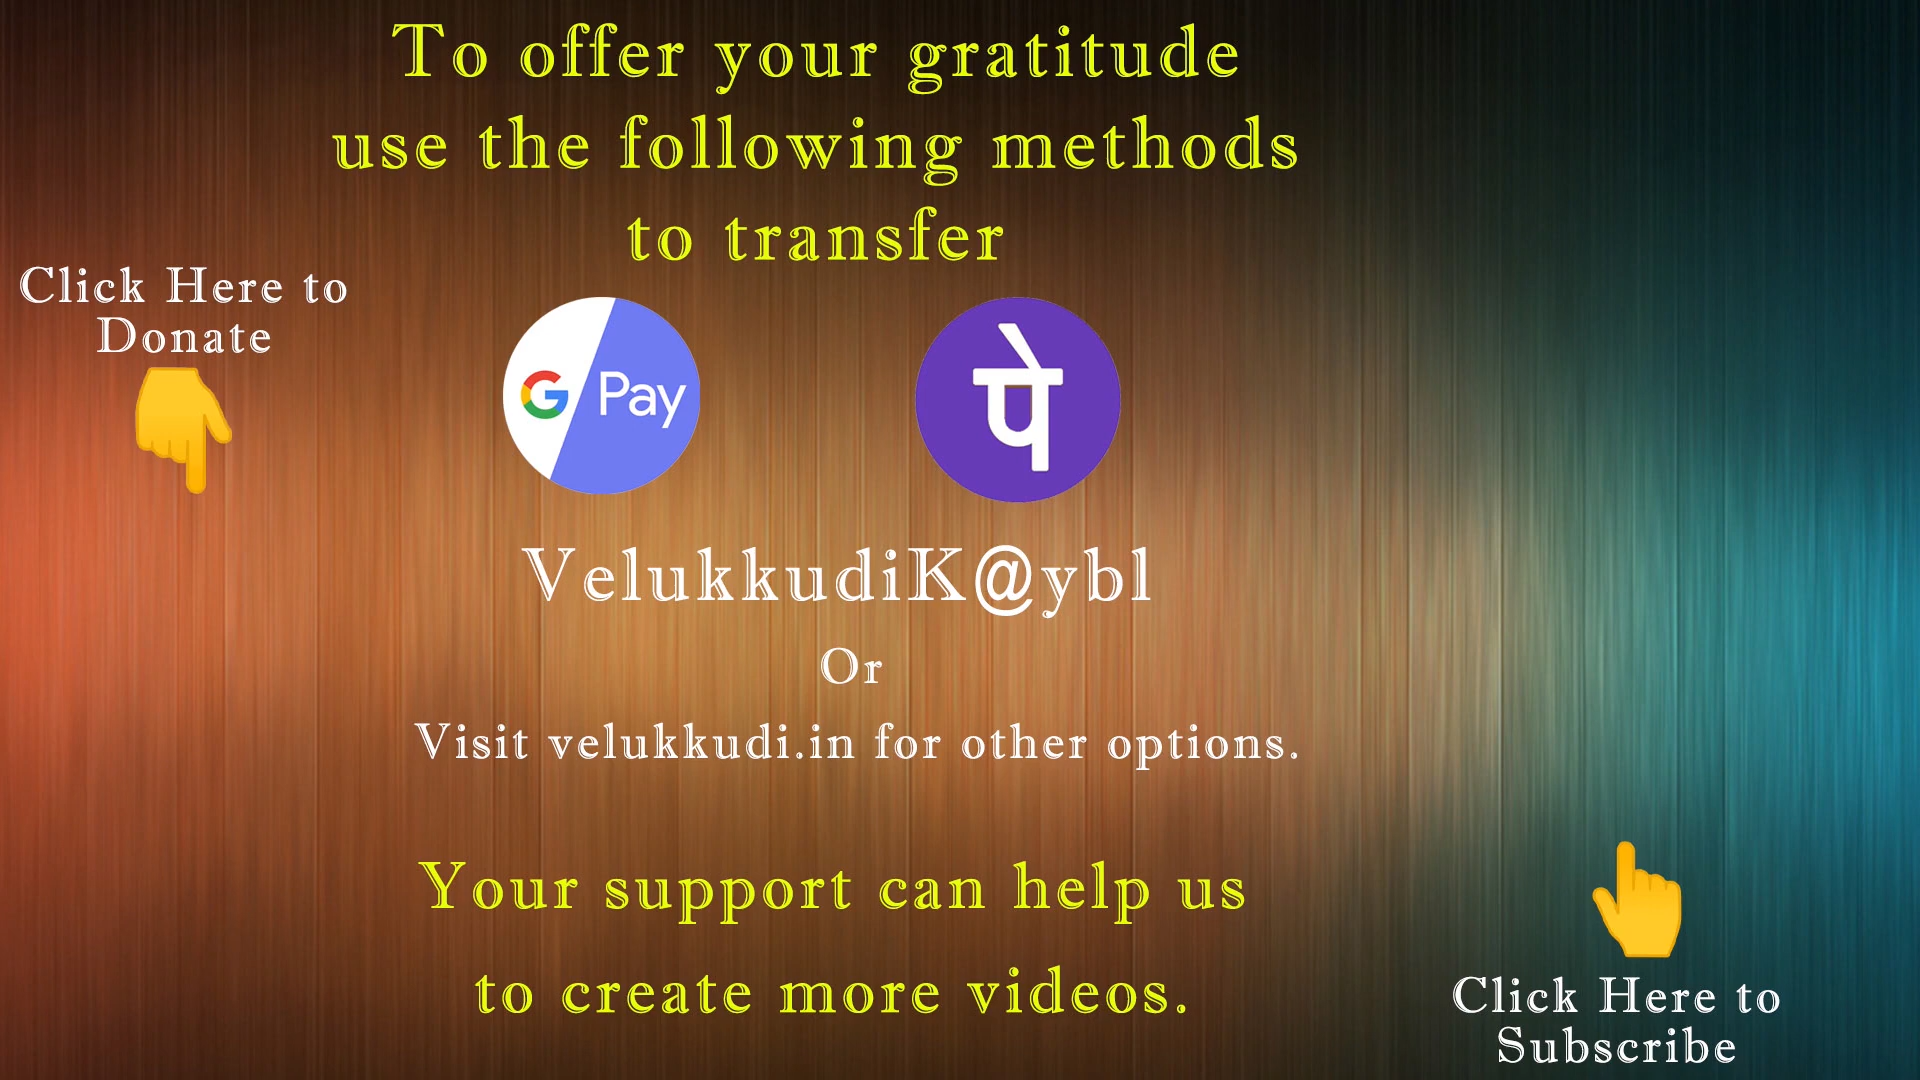 To offer your gratitude
use the following methods
to transfer
Click Here to
Donate
G Pay
पे
VelukkudiK@ybl
Or
Visit velukkudi.in for other options.
Your support can help us
to create more videos.
Click Here to
Subscribe